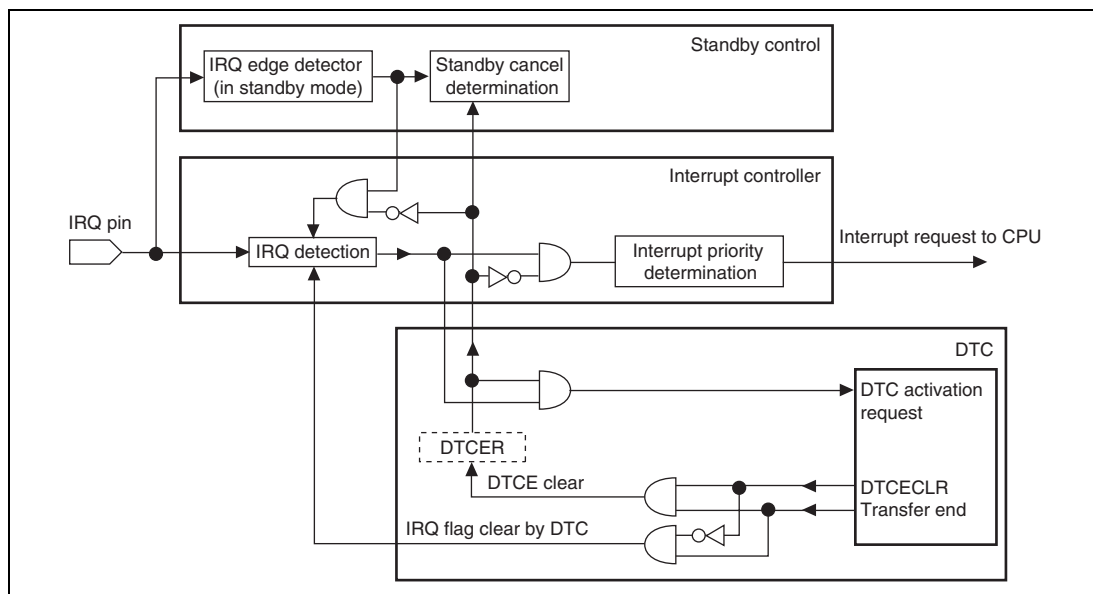 Standby control
IRQ edge detector
(in standby mode)
Standby cancel
determination
Interrupt controller
IRQ pin
IRQ detection
Interrupt priority
determination
Interrupt request to CPU
DTC
DTC activation
request
DTCER
DTCE clear
DTCECLR
Transfer end
IRQ flag clear by DTC